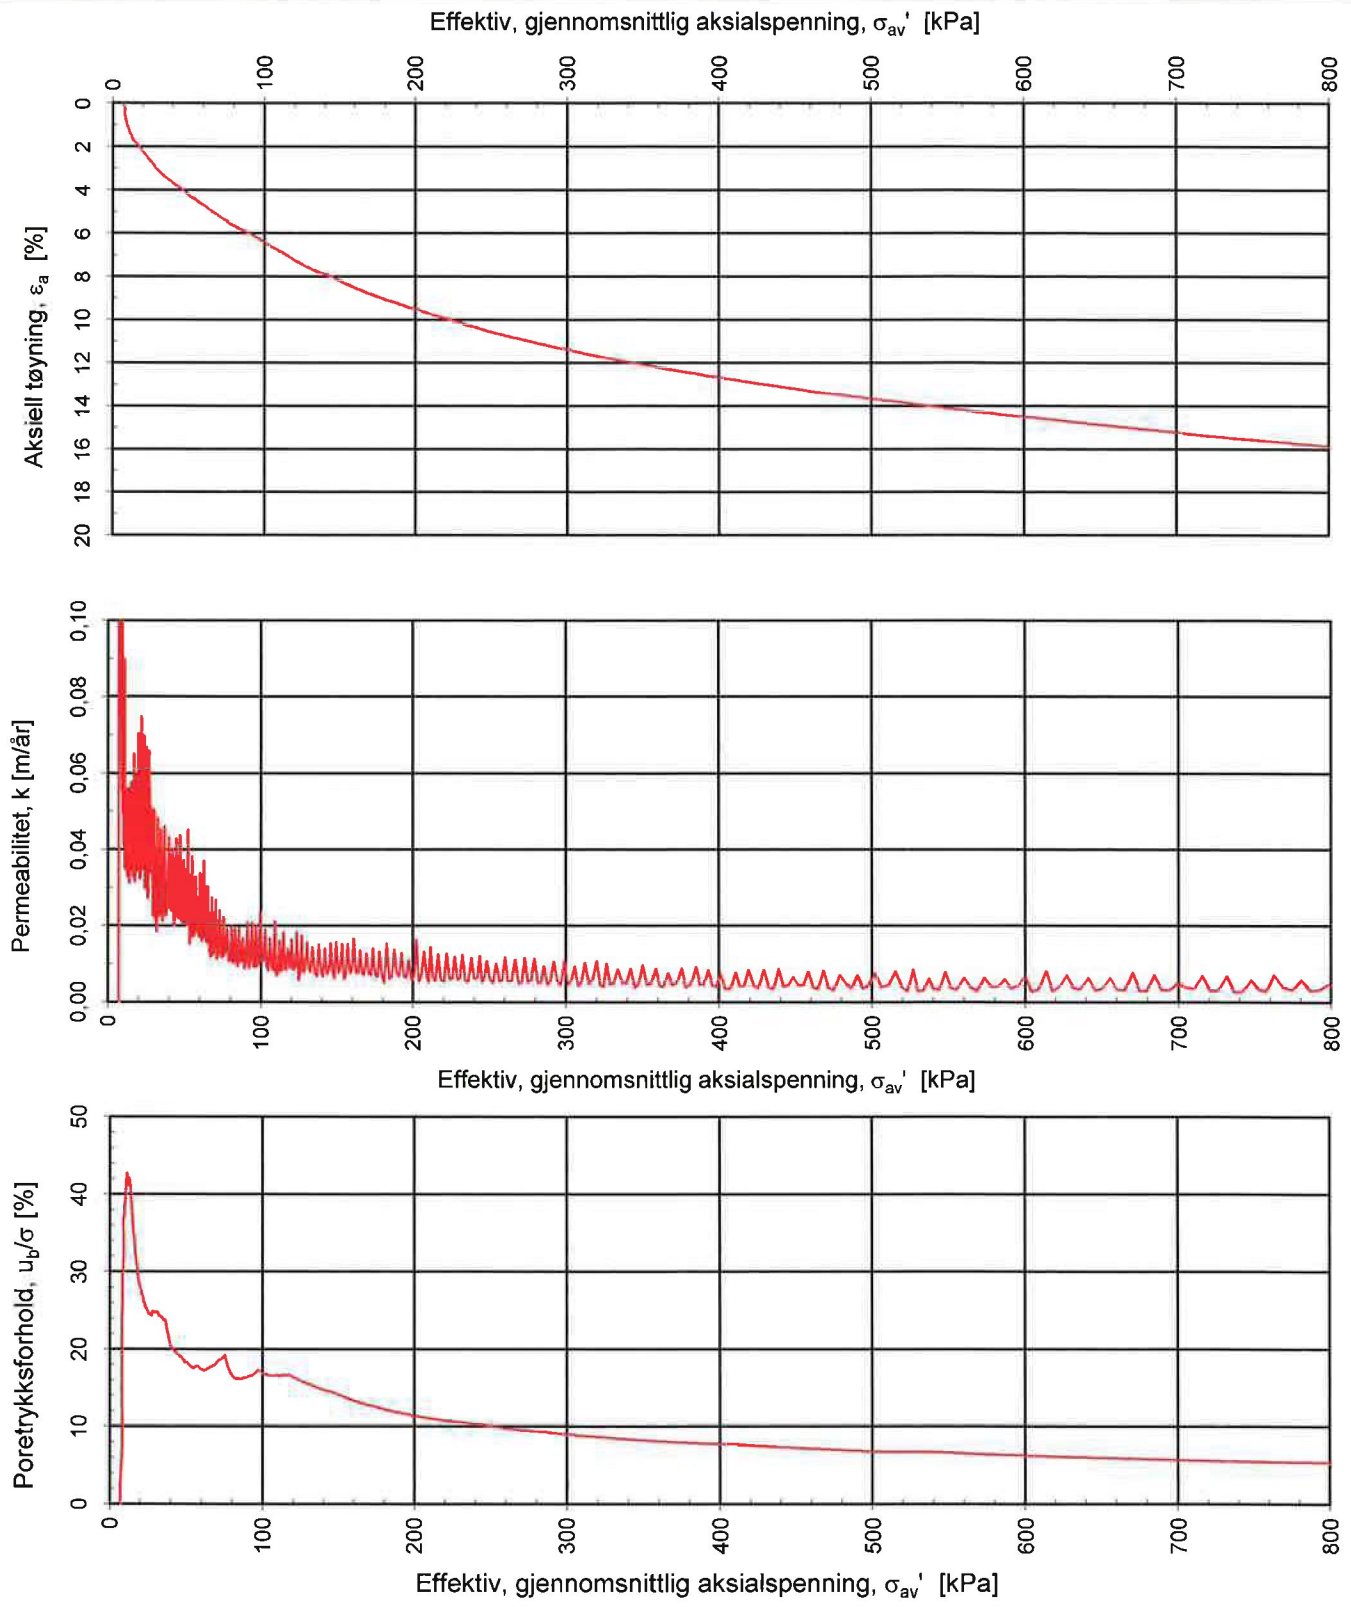 Effektiv, gjennomsnittlig aksialspenning, σav' [kPa]
0 100 200 300 400 500 600 700 800
Aksiell tøyning, εa [%]
0
2
4
6
8
10
12
14
16
18
20
Permeabilitet, k [m/år]
0,10
0,08
0,06
0,04
0,02
0,00
0 100 200 300 400 500 600 700 800
Effektiv, gjennomsnittlig aksialspenning, σav' [kPa]
Poretrykksforhold, ub/σ [%]
50
40
30
20
10
0
0 100 200 300 400 500 600 700 800
Effektiv, gjennomsnittlig aksialspenning, σav' [kPa]